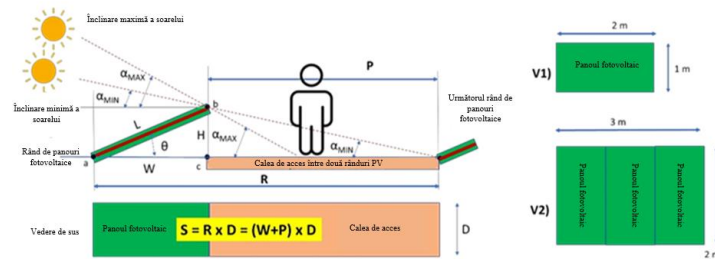 Înclinare maximă a soarelui
αMAX
αMIN
Înclinare minimă a
soarelui
L
θ
Rând de panouri
fotovoltaice
a
W
b
H
c
αMAX
αMIN
P
Calea de acces între două rânduri PV
R
Următorul rând de
panouri
fotovoltaice
Vedere de sus
Panoul fotovoltaic
S = R x D = (W+P) x D
Calea de acces
D
2 m
V1)
Panoul fotovoltaic
1 m
3 m
V2)
Panoul fotovoltaic
Panoul fotovoltaic
Panoul fotovoltaic